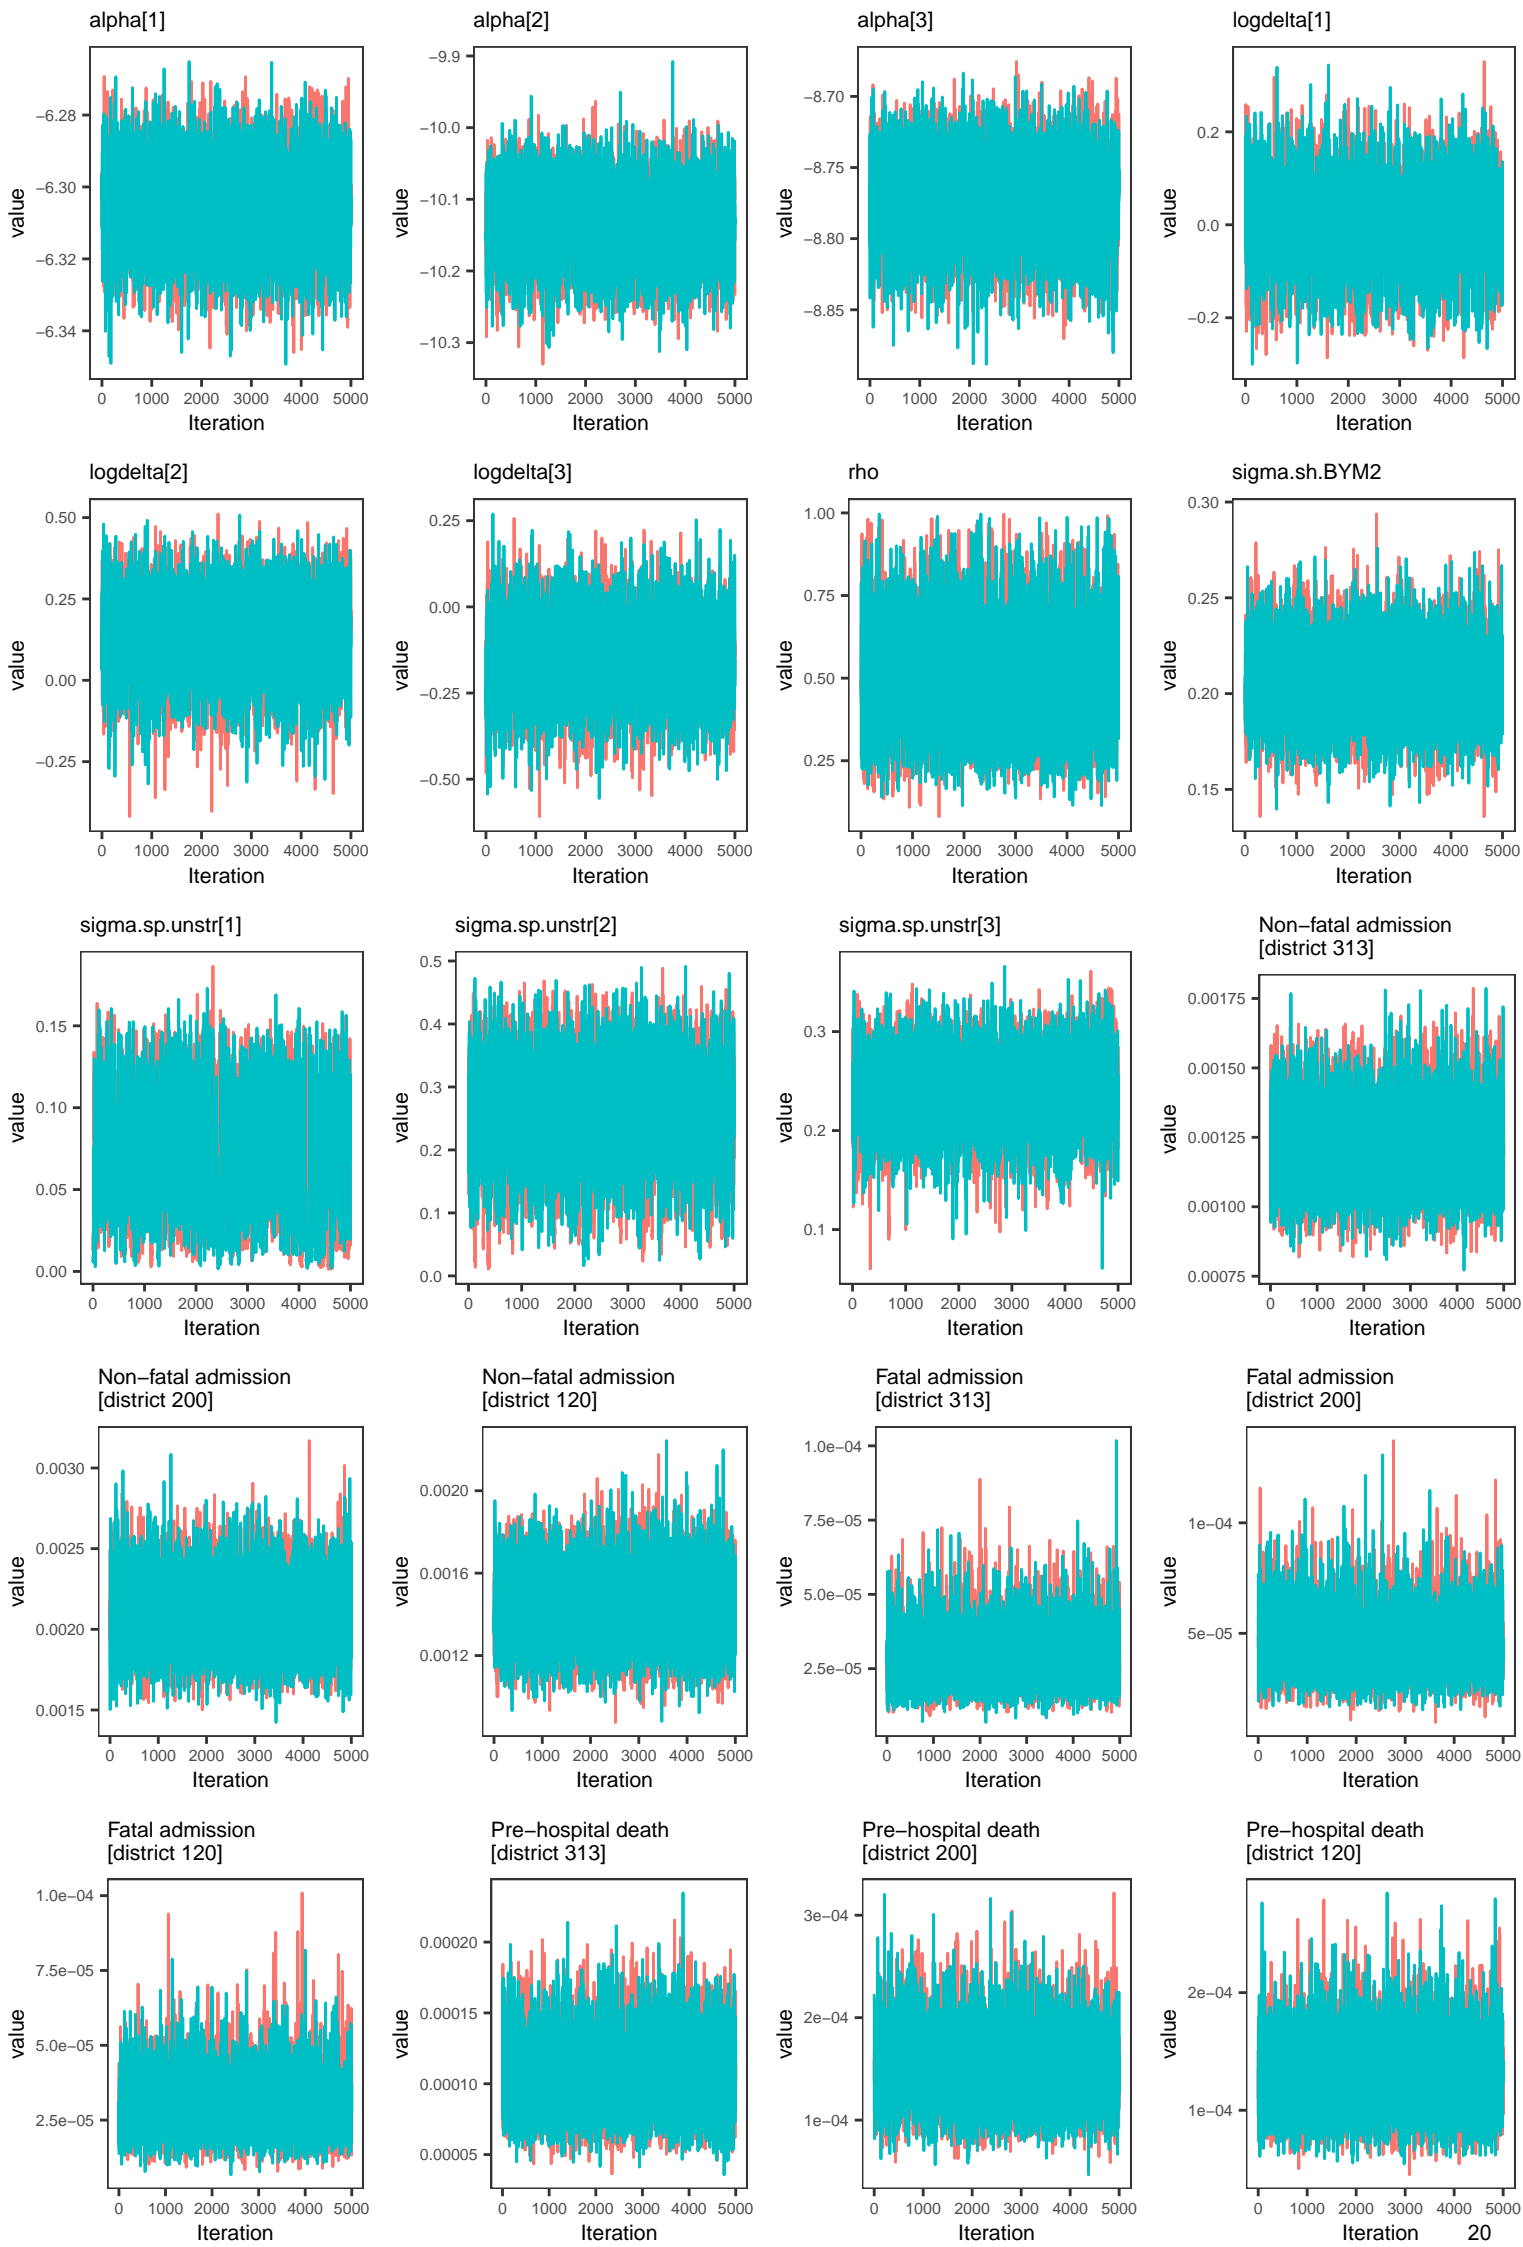 alpha[1] alpha[2] alpha[3] logdelta[1]
−6.28 −6.30 −6.32 −6.34
−9.9 −10.0 −10.1 −10.2 −10.3
−8.70 −8.75 −8.80 −8.85
0.2 0.0 −0.2
value value value value
0 1000 2000 3000 4000 5000 0 1000 2000 3000 4000 5000 0 1000 2000 3000 4000 5000 0 1000 2000 3000 4000 5000
Iteration Iteration Iteration Iteration
logdelta[2] logdelta[3] rho sigma.sh.BYM2
0.50 0.25 0.00 −0.25
0.25 0.00 −0.25 −0.50
1.00 0.75 0.50 0.25
0.30 0.25 0.20 0.15
value value value value
0 1000 2000 3000 4000 5000 0 1000 2000 3000 4000 5000 0 1000 2000 3000 4000 5000 0 1000 2000 3000 4000 5000
Iteration Iteration Iteration Iteration
sigma.sp.unstr[1] sigma.sp.unstr[2] sigma.sp.unstr[3] Non−fatal admission
[district 313]
0.15 0.10 0.05 0.00
0.5 0.4 0.3 0.2 0.1 0.0
0.3 0.2 0.1
0.00175 0.00150 0.00125 0.00100 0.00075
value value value value
0 1000 2000 3000 4000 5000 0 1000 2000 3000 4000 5000 0 1000 2000 3000 4000 5000 0 1000 2000 3000 4000 5000
Iteration Iteration Iteration Iteration
Non−fatal admission Non−fatal admission Fatal admission Fatal admission
[district 200] [district 120] [district 313] [district 200]
0.0030 0.0025 0.0020 0.0015
0.0020 0.0016 0.0012
1.0e−04 7.5e−05 5.0e−05 2.5e−05
1e−04 5e−05
value value value value
0 1000 2000 3000 4000 5000 0 1000 2000 3000 4000 5000 0 1000 2000 3000 4000 5000 0 1000 2000 3000 4000 5000
Iteration Iteration Iteration Iteration
Fatal admission Pre−hospital death Pre−hospital death Pre−hospital death
[district 120] [district 313] [district 200] [district 120]
1.0e−04 7.5e−05 5.0e−05 2.5e−05
0.00020 0.00015 0.00010 0.00005
3e−04 2e−04 1e−04
2e−04 1e−04
value value value value
0 1000 2000 3000 4000 5000 0 1000 2000 3000 4000 5000 0 1000 2000 3000 4000 5000 0 1000 2000 3000 4000 5000
Iteration Iteration Iteration Iteration 20